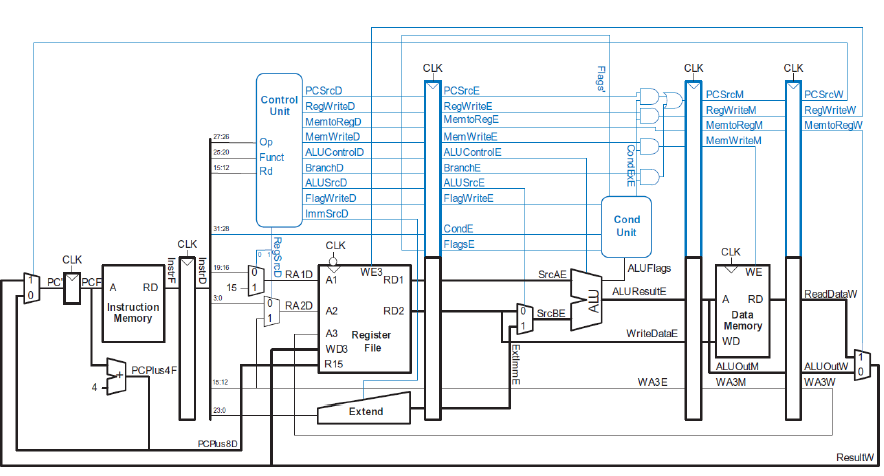 CLK
CLK
CLK
Flags'
Control
Unit
PCSrcD
PCSrcE
PCSrcM
PCSrcW
RegWriteD
RegWriteE
RegWriteM
RegWriteW
MemtoRegD
MemtoRegE
MemtoRegM
MemtoRegW
27:26
Op
MemWriteD
MemWriteE
MemWriteM
25:20
Funct
ALUControlD
ALUControlE
15:12
Rd
BranchD
BranchE
CondExE
ALUSrcD
ALUSrcE
FlagWriteD
FlagWriteE
ImmSrcD
31:28
CondE
Cond
Unit
FlagsE
RegSrcD
0 1
CLK
CLK
CLK
CLK
ALUFlags
1
0
PC'
PCF
A
RD
Instruction
Memory
InstrF
InstrD
19:16
0
1
15
RA1D
A1
WE3
RD1
SrcAE
ALU
WE
3:0
0
1
RA2D
A2
RD2
0
1
SrcBE
ALUResultE
A
RD
Data
Memory
ReadDataW
A3
Register
File
WriteDataE
WD
WD3
R15
ExtImmE
ALUOutM
ALUOutW
1
0
PCPlus4F
+
4
15:12
WA3E
WA3M
WA3W
23:0
Extend
PCPlus8D
ResultW